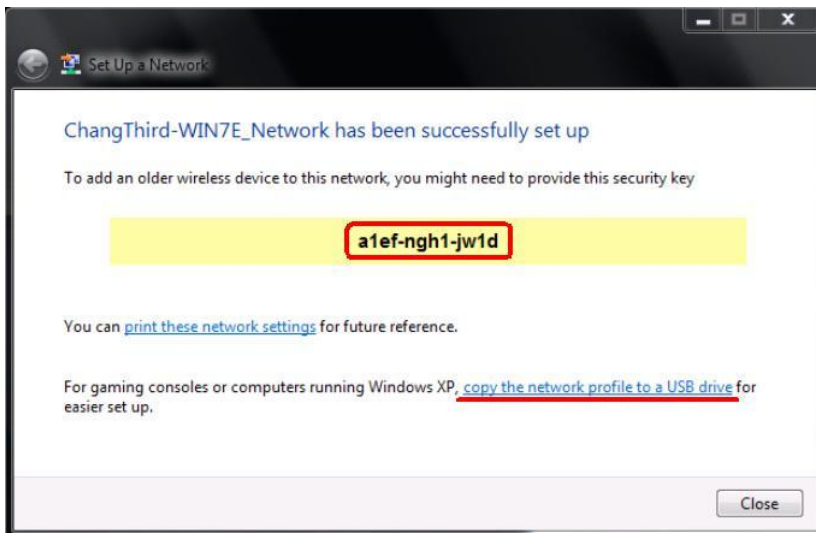 Set Up a Network
ChangThird-WIN7E_Network has been successfully set up
To add an older wireless device to this network, you might need to provide this security key
a1ef-ngh1-jw1d
You can print these network settings for future reference.
For gaming consoles or computers running Windows XP, copy the network profile to a USB drive for
easier set up.
Close